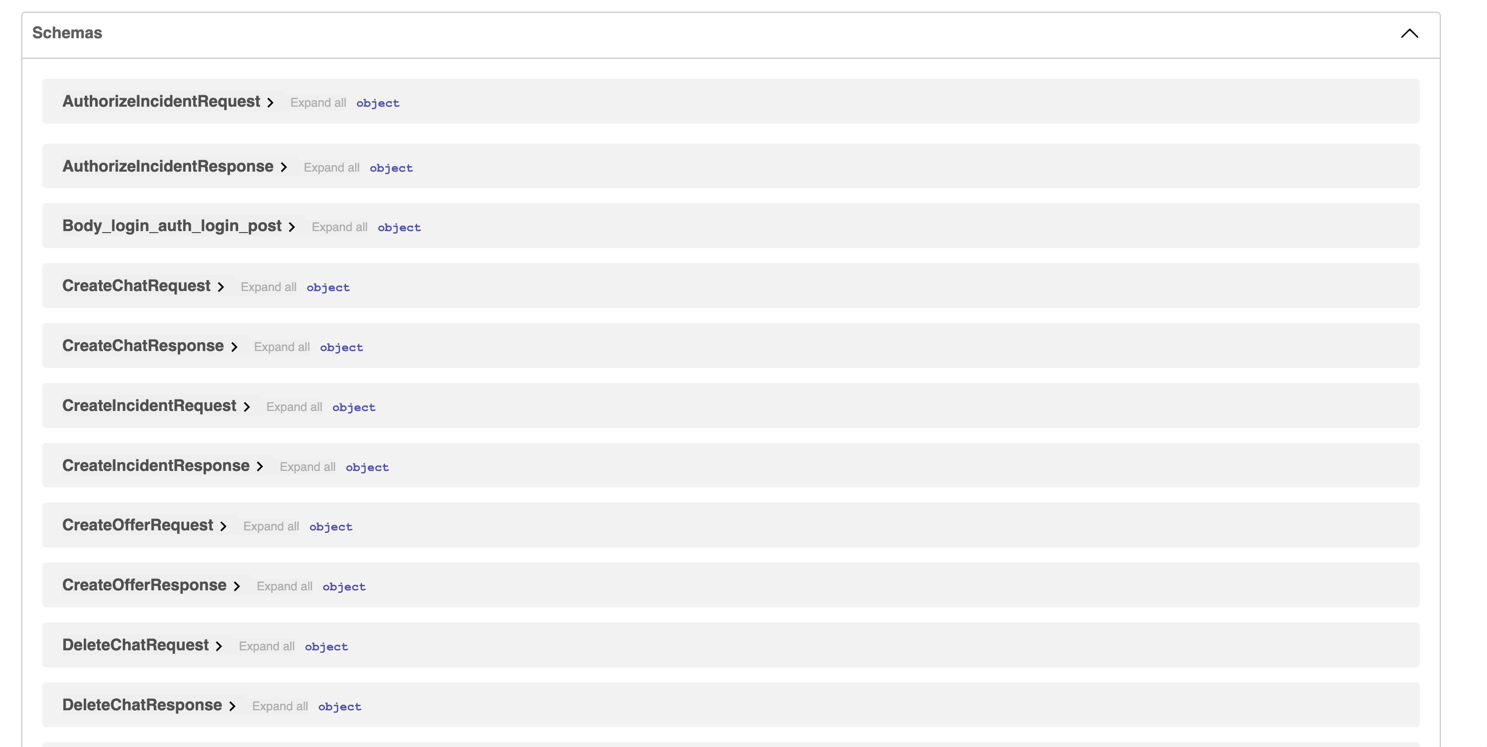 Schemas
AuthorizeIncidentRequest Expand all object
AuthorizeIncidentResponse Expand all object
Body_login_auth_login_post Expand all object
CreateChatRequest Expand all object
CreateChatResponse Expand all object
CreateIncidentRequest Expand all object
CreateIncidentResponse Expand all object
CreateOfferRequest Expand all object
CreateOfferResponse Expand all object
DeleteChatRequest Expand all object
DeleteChatResponse Expand all object